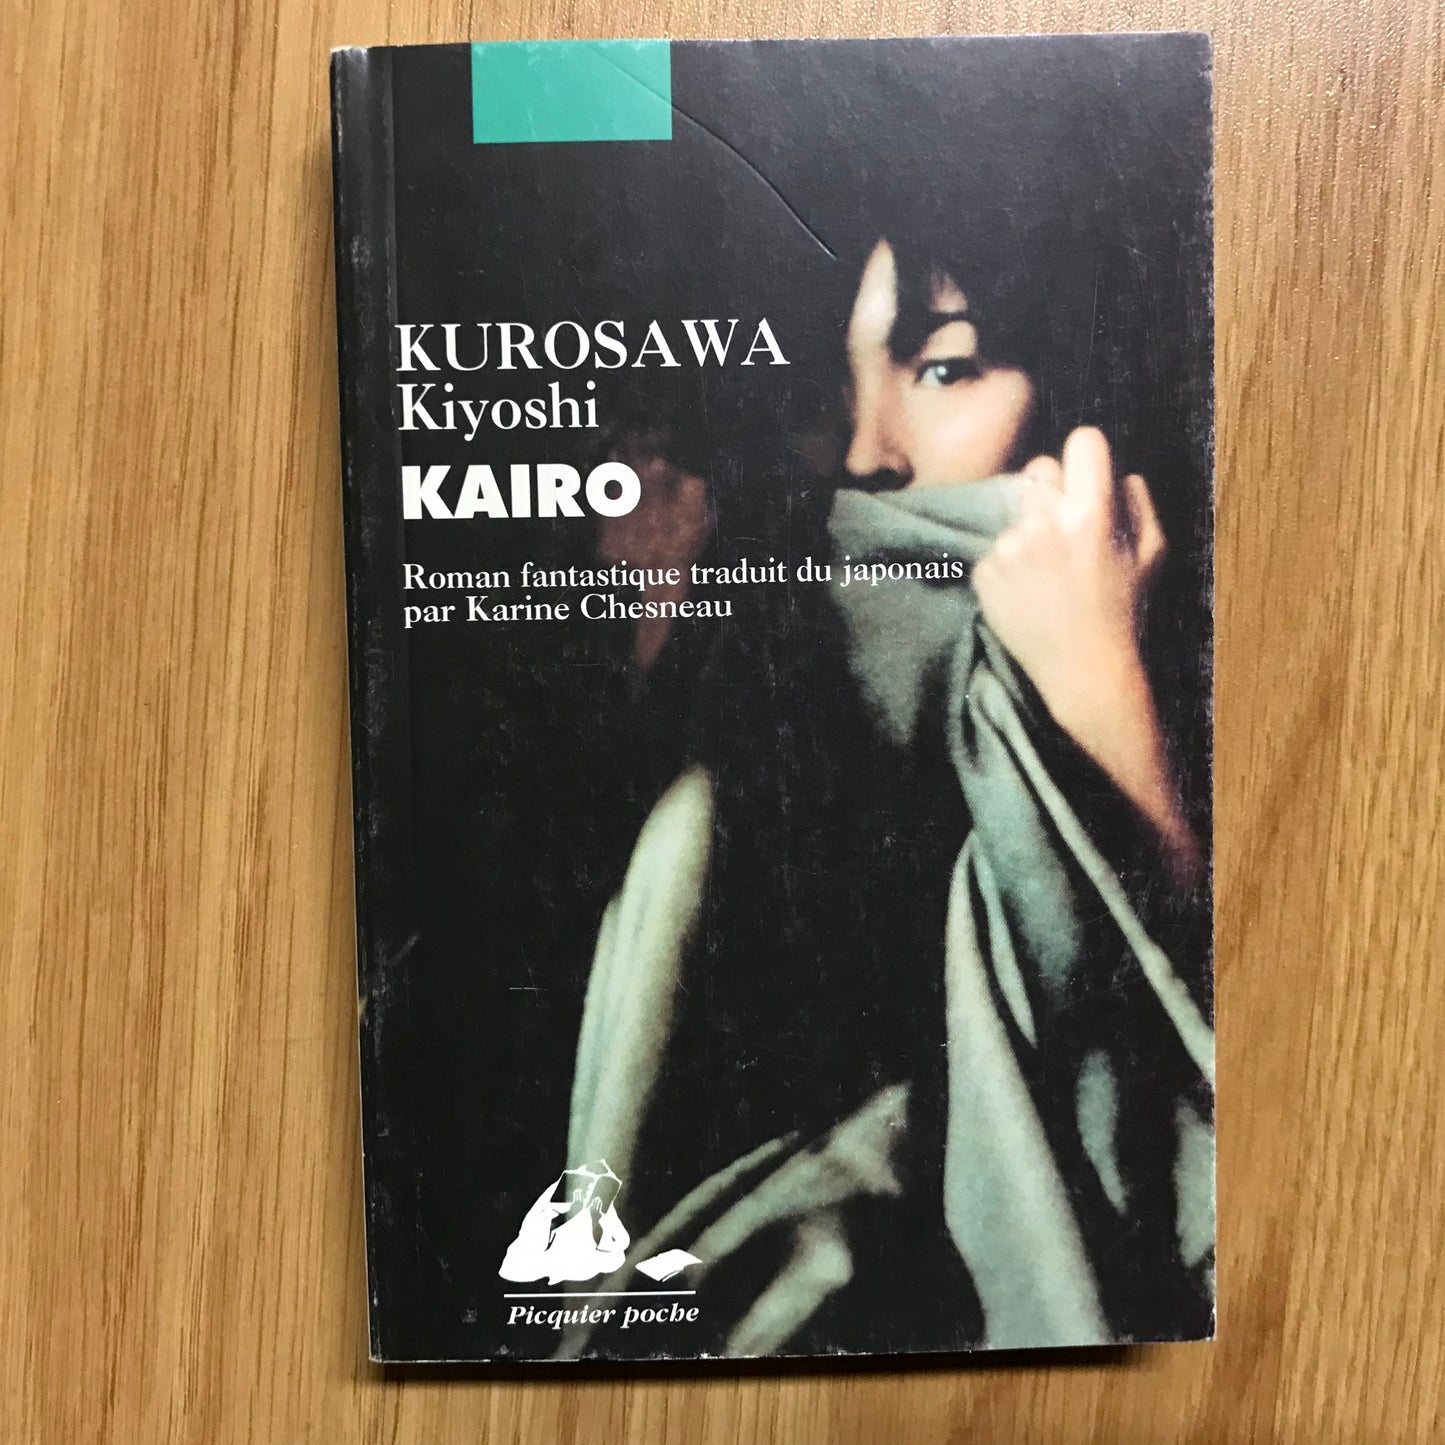 KUROSAWA
Kiyoshi
KAIRO
Roman fantastique traduit du japonais
par Karine Chesneau
Picquier poche